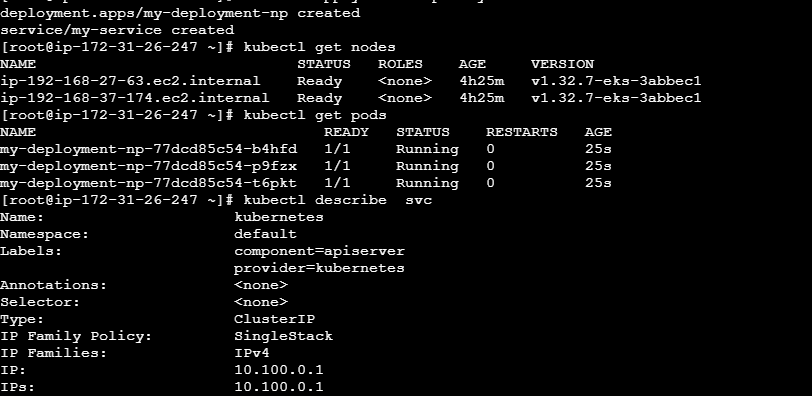 deployment.apps/my-deployment-np created
service/my-service created
[root@ip-172-31-26-247 ~]# kubectl get nodes
NAME STATUS ROLES AGE VERSION
ip-192-168-27-63.ec2.internal Ready <none> 4h25m v1.32.7-eks-3abbec1
ip-192-168-37-174.ec2.internal Ready <none> 4h25m v1.32.7-eks-3abbec1
[root@ip-172-31-26-247 ~]# kubectl get pods
NAME READY STATUS RESTARTS AGE
my-deployment-np-77dcd85c54-b4hfd 1/1 Running 0 25s
my-deployment-np-77dcd85c54-p9fzx 1/1 Running 0 25s
my-deployment-np-77dcd85c54-t6pkt 1/1 Running 0 25s
[root@ip-172-31-26-247 ~]# kubectl describe  svc
Name: kubernetes
Namespace: default
Labels: component=apiserver
provider=kubernetes
Annotations: <none>
Selector: <none>
Type: ClusterIP
IP Family Policy: SingleStack
IP Families: IPv4
IP: 10.100.0.1
IPs: 10.100.0.1